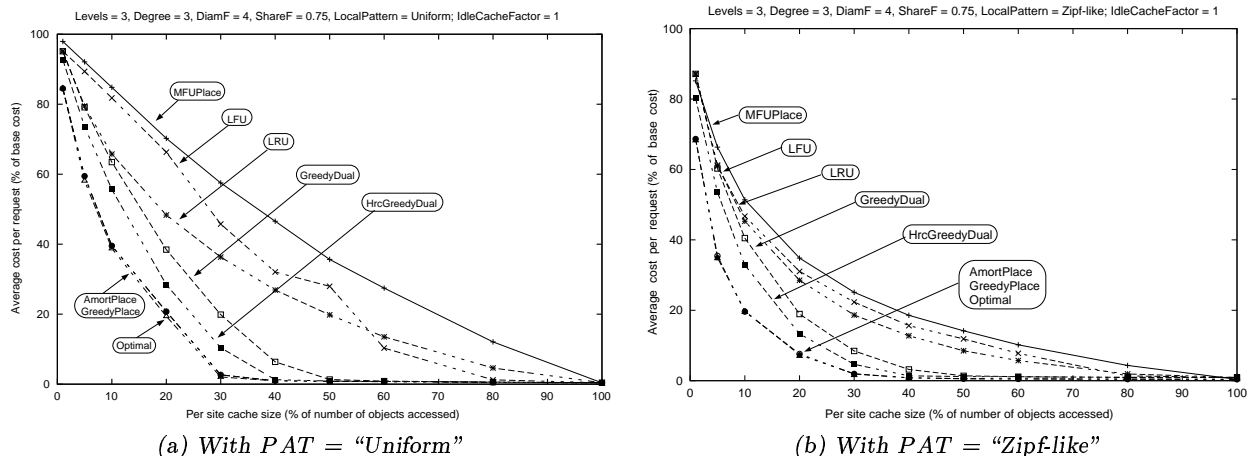 Levels = 3, Degree = 3, DiamF = 4, ShareF = 0.75, LocalPattern = Uniform; IdleCacheFactor = 1
100
80
60
40
20
0
Average cost per request (% of base cost)
MFUPlace
LFU
LRU
GreedyDual
HrcGreedyDual
AmortPlace
GreedyPlace
Optimal
0 10 20 30 40 50 60 70 80 90 100
Per site cache size (% of number of objects accessed)
(a) With PAT = “Uniform”
Levels = 3, Degree = 3, DiamF = 4, ShareF = 0.75, LocalPattern = Zipf-like; IdleCacheFactor = 1
100
80
60
40
20
0
Average cost per request (% of base cost)
MFUPlace
LFU
LRU
GreedyDual
HrcGreedyDual
AmortPlace
GreedyPlace
Optimal
0 10 20 30 40 50 60 70 80 90 100
Per site cache size (% of number of objects accessed)
(b) With PAT = “Zipf-like”